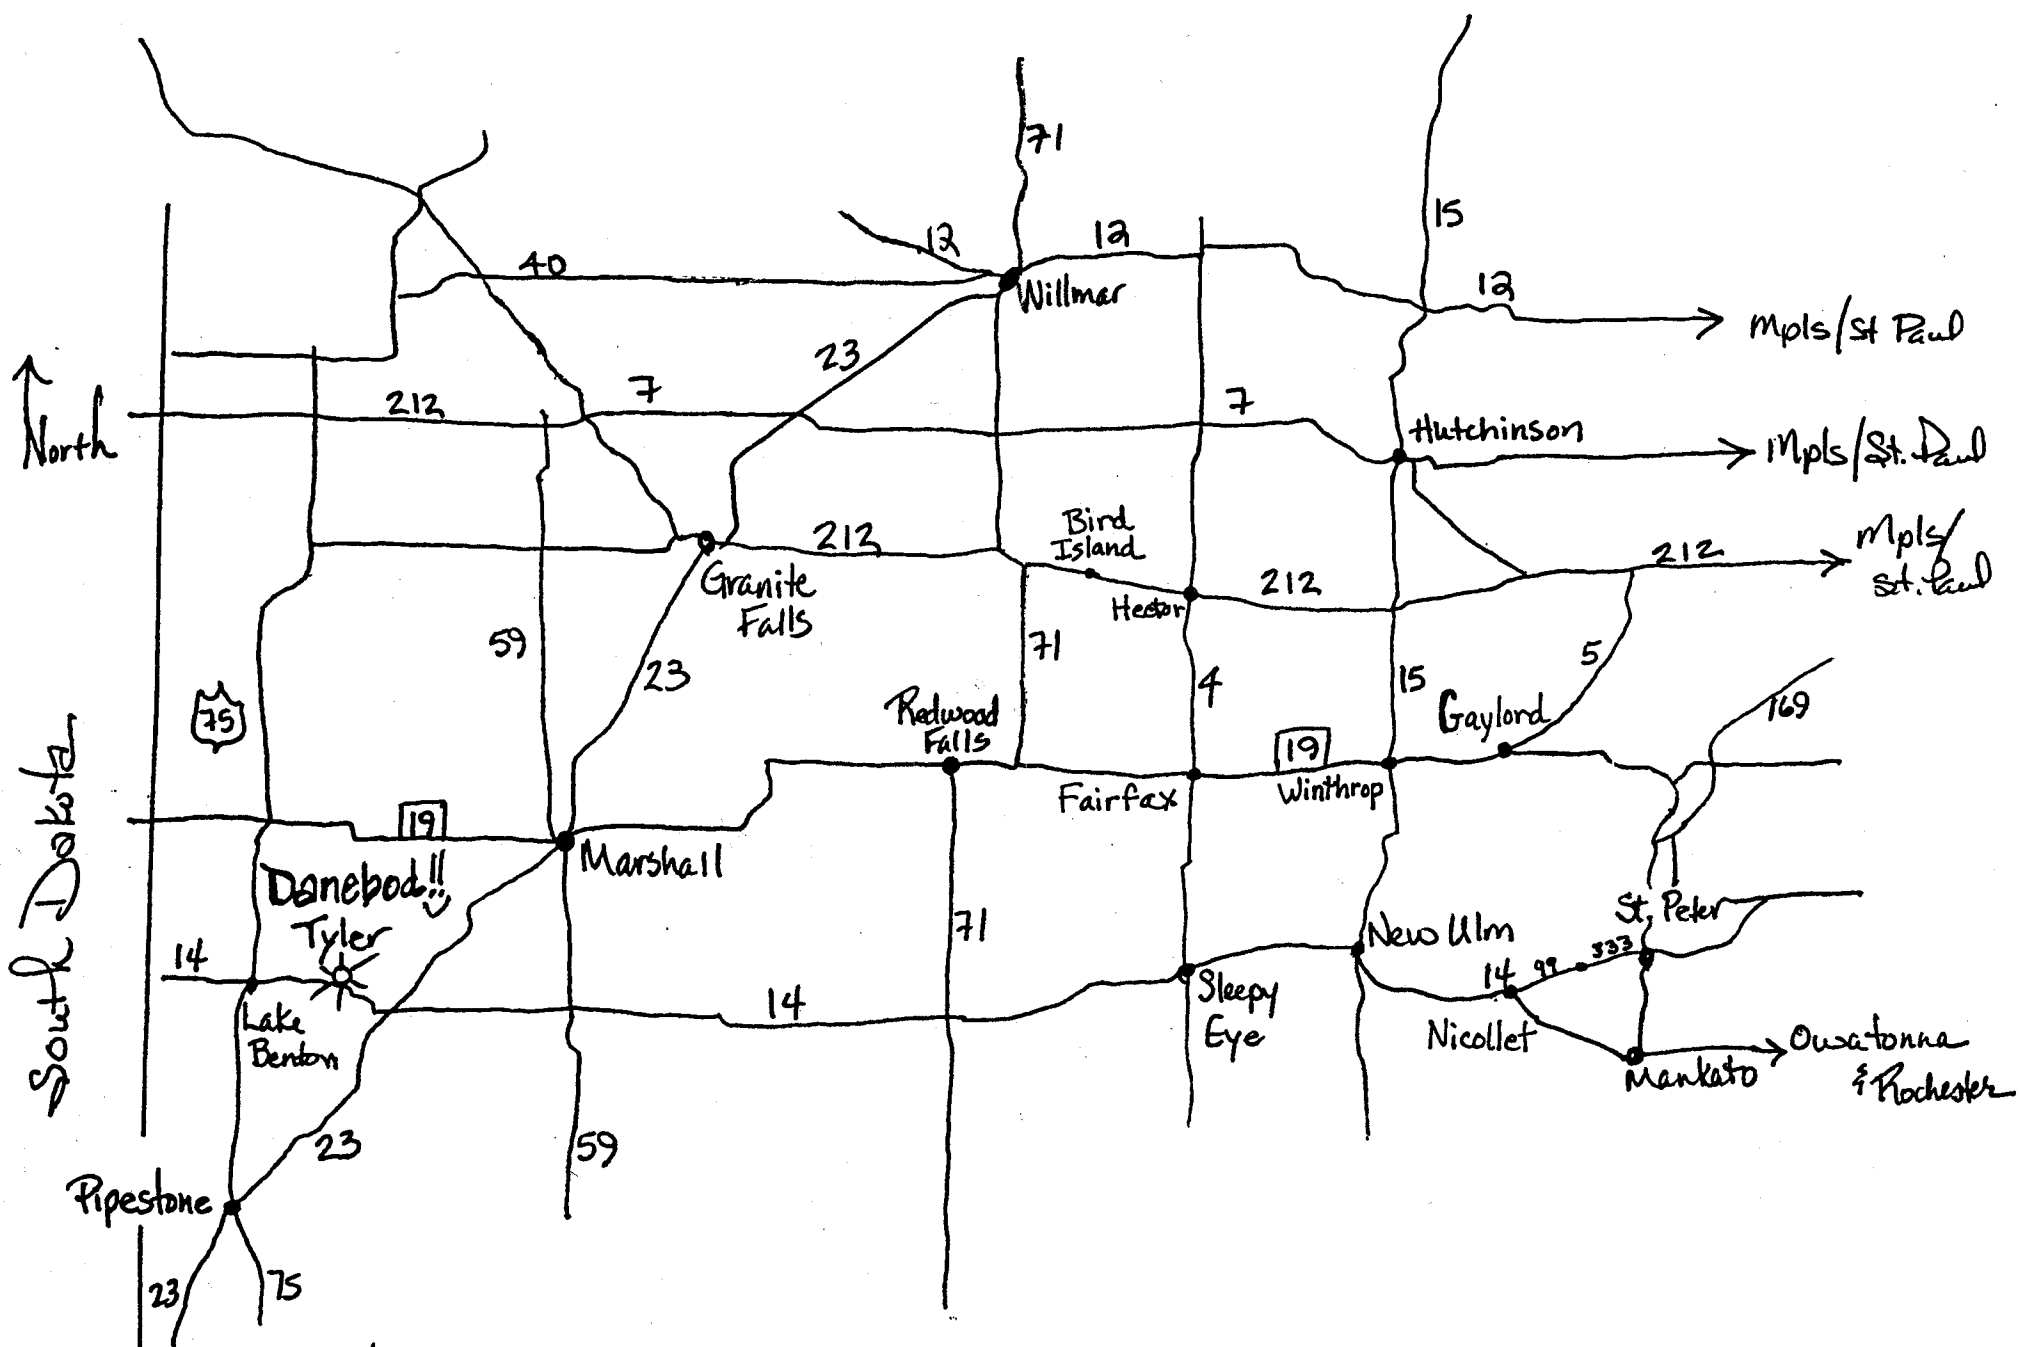 71
15
12
12
40
12
Willmar
Mpls/St Paul
23
7
212
7
North
Hutchinson
Mpls/St. Paul
Bird
Island
212
212
Mpls/
St. Paul
Granite
Falls
Hector
212
59
23
71
4
15
5
75
Redwood
Falls
Gaylord
169
19
Fairfax
Winthrop
19
Marshall
South Dakota
Danebod!!
Tyler
71
New Ulm
St. Peter
14
14
99
333
14
Sleepy
Eye
Lake
Benton
Nicollet
Mankato
Owatonna
& Rochester
23
59
Pipestone
23
75